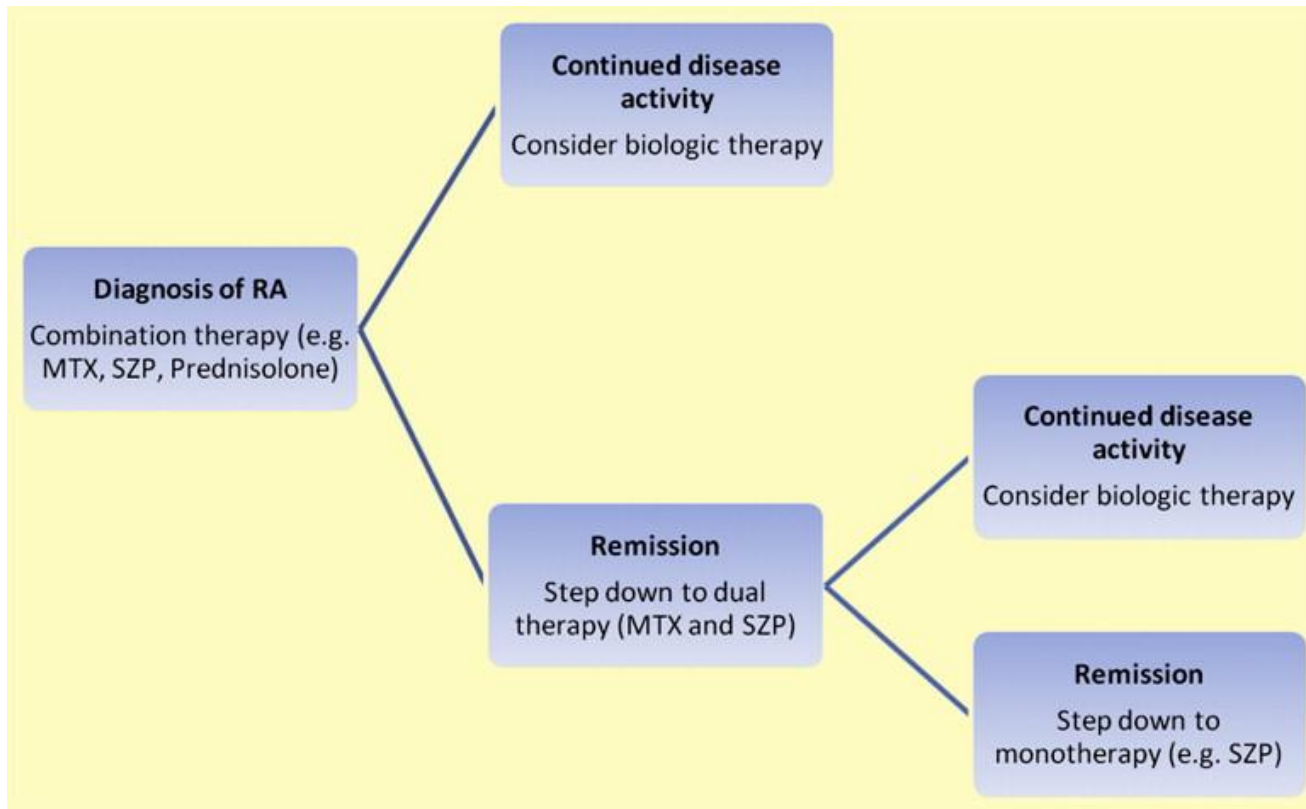 Continued disease
activity
Consider biologic therapy
Diagnosis of RA
Combination therapy (e.g.
MTX, SZP, Prednisolone)
Continued disease
activity
Consider biologic therapy
Remission
Step down to dual
therapy (MTX and SZP)
Remission
Step down to
monotherapy (e.g. SZP)